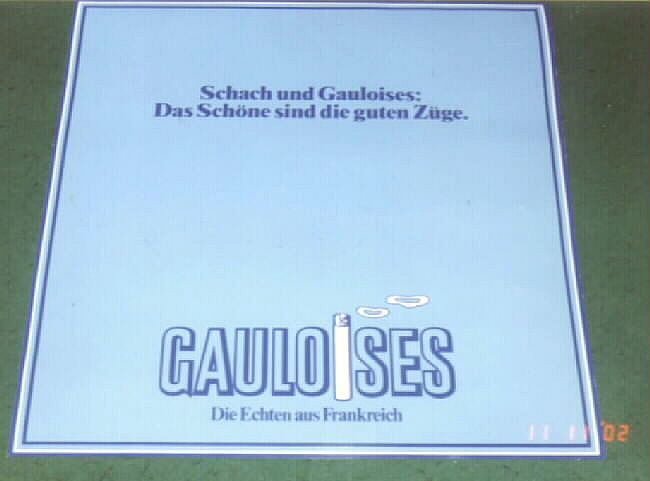 Schach und Gauloises:
Das Schöne sind die guten Züge.
GAULOISES
Die Echten aus Frankreich
11 11 '02